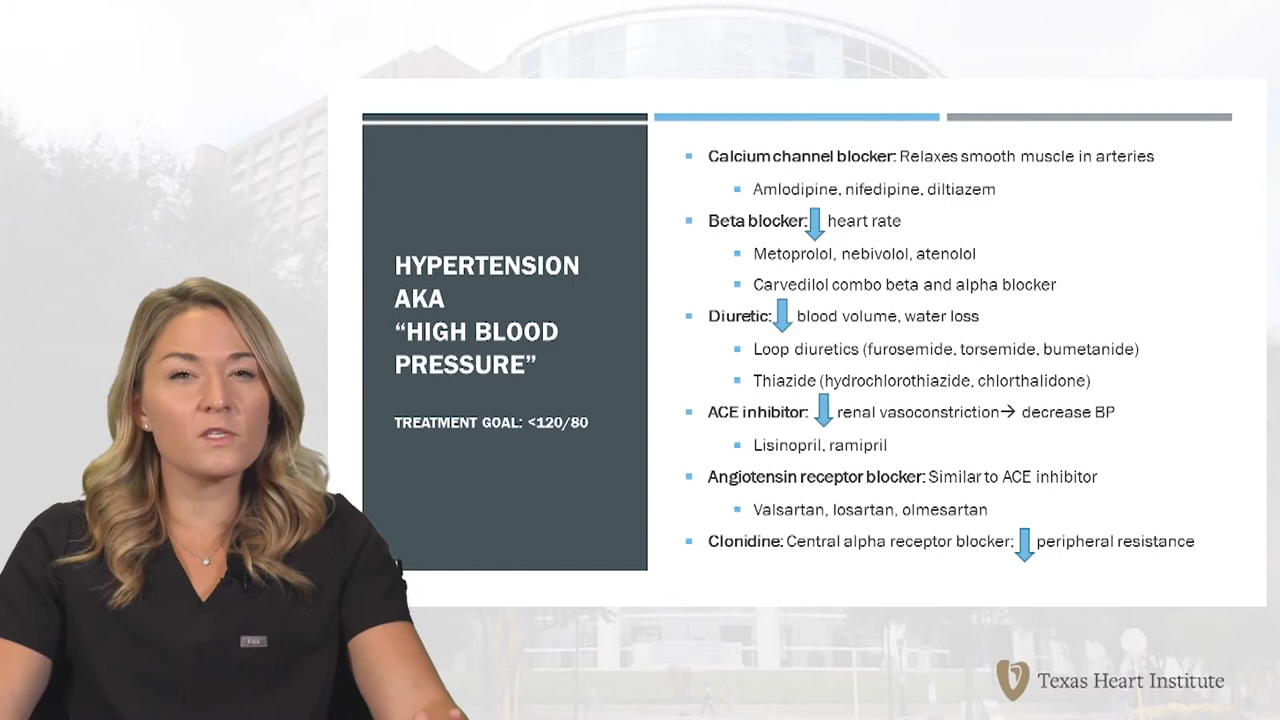 HYPERTENSION
AKA
“HIGH BLOOD
PRESSURE”
TREATMENT GOAL: <120/80
Calcium channel blocker: Relaxes smooth muscle in arteries
Amlodipine, nifedipine, diltiazem
Beta blocker: heart rate
Metoprolol, nebivolol, atenolol
Carvedilol combo beta and alpha blocker
Diuretic: blood volume, water loss
Loop diuretics (furosemide, torsemide, bumetanide)
Thiazide (hydrochlorothiazide, chlorthalidone)
ACE inhibitor: renal vasoconstriction→ decrease BP
Lisinopril, ramipril
Angiotensin receptor blocker: Similar to ACE inhibitor
Valsartan, losartan, olmesartan
Clonidine: Central alpha receptor blocker; peripheral resistance
Texas Heart Institute